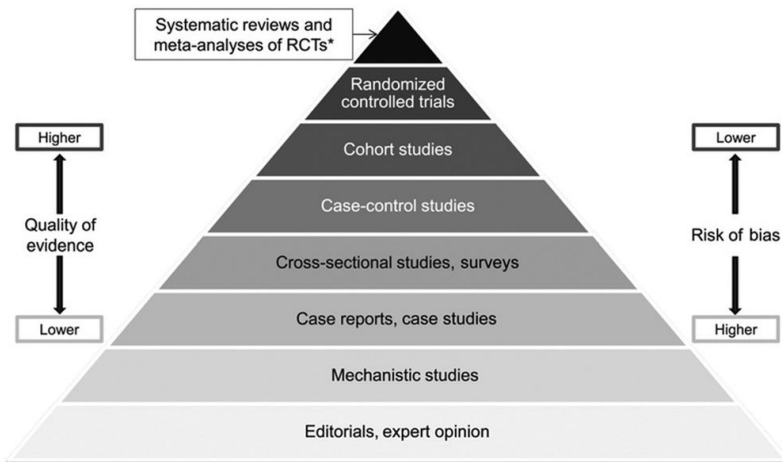 Systematic reviews and
meta-analyses of RCTs*
Randomized
controlled trials
Higher
Lower
Cohort studies
Case-control studies
Quality of
evidence
Risk of bias
Cross-sectional studies, surveys
Case reports, case studies
Lower
Higher
Mechanistic studies
Editorials, expert opinion